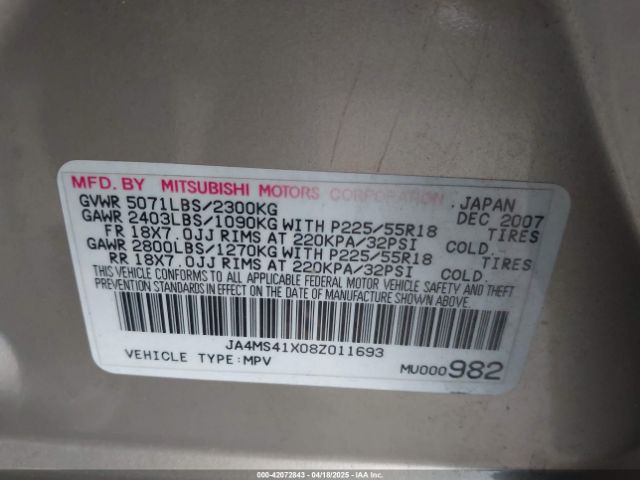 MFD. BY MITSUBISHI MOTORS CORPORATION, JAPAN
GVWR 5071LBS/2300KG DEC 2007
GAWR 2403LBS/1090KG WITH P225/55R18 TIRES
FR 18X7.0JJ RIMS AT 220KPA/32PSI COLD.
GAWR 2800LBS/1270KG WITH P225/55R18 TIRES
RR 18X7.0JJ RIMS AT 220KPA/32PSI COLD.
THIS VEHICLE CONFORMS TO ALL APPLICABLE FEDERAL MOTOR VEHICLE SAFETY AND THEFT
PREVENTION STANDARDS IN EFFECT ON THE DATE OF MANUFACTURE SHOWN ABOVE.
JA4MS41X08Z011693
VEHICLE TYPE:MPV MU000982
000-42072843 - 04/18/2025 - IAAI.com